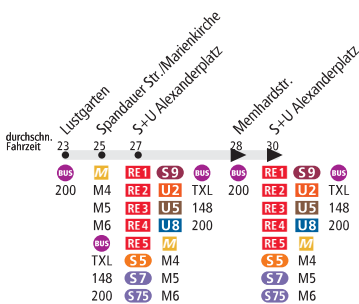 Lustgarten
Spandauer Str./Marienkirche
S+U Alexanderplatz
Memhardstr.
S+U Alexanderplatz
durchschn.
Fahrzeit
23 25 27 28 30
BUS M RE1 S9 BUS BUS RE1 S9 BUS
200 M4 RE2 U2 TXL 200 RE2 U2 TXL
M5 RE3 U5 148 RE3 U5 148
M6 RE4 U8 200 RE4 U8 200
BUS RE5 M RE5 M
TXL S5 M4 S5 M4
148 S7 M5 S7 M5
200 S75 M6 S75 M6